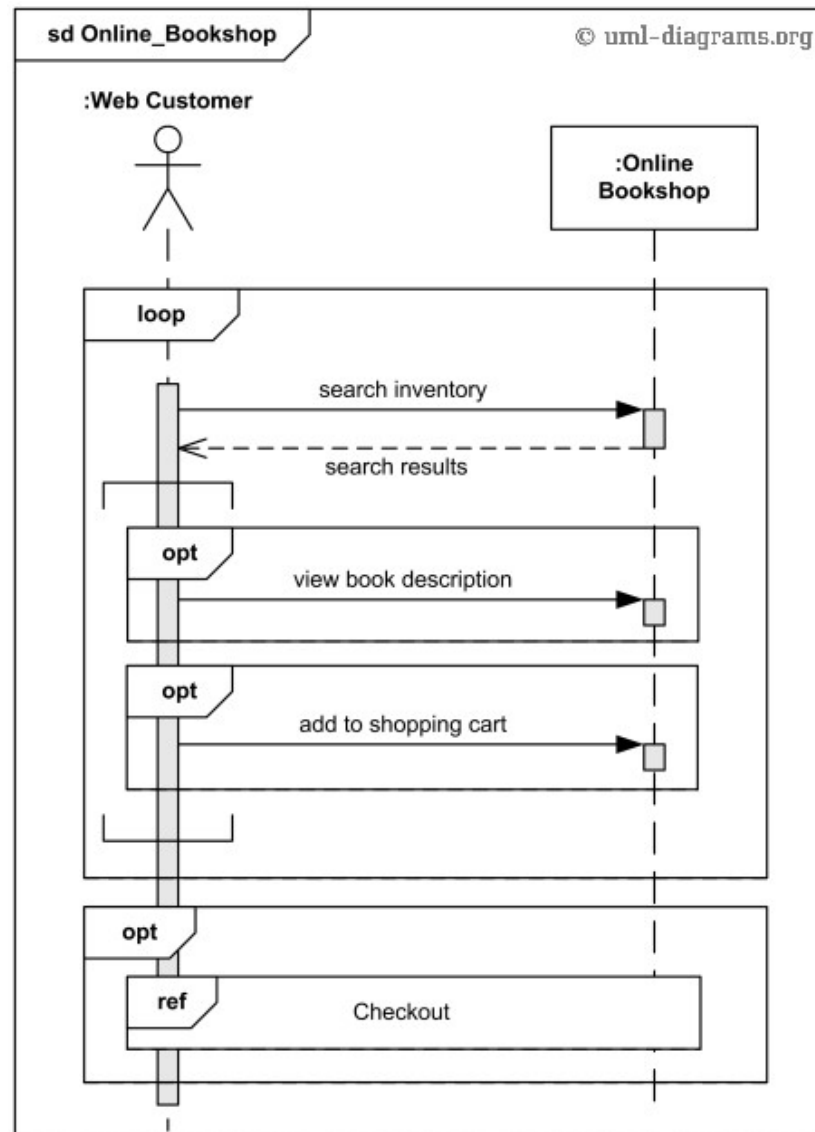 sd Online_Bookshop
© uml-diagrams.org
:Web Customer
:Online
Bookshop
loop
search inventory
search results
opt
view book description
opt
add to shopping cart
opt
ref
Checkout